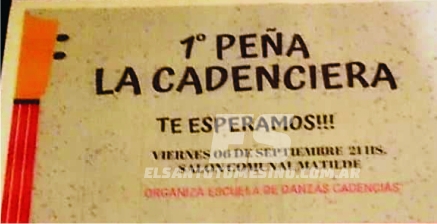 1º PEÑA
LA CADENCIERA
TE ESPERAMOS!!!
VIERNES 06 DE SEPTIEMBRE 21 HS.
ELSANTOTOMESINO.COM.AR
SALON COMUNAL MATILDE
ORGANIZA ESCUELA DE DANZAS CADENCIAS